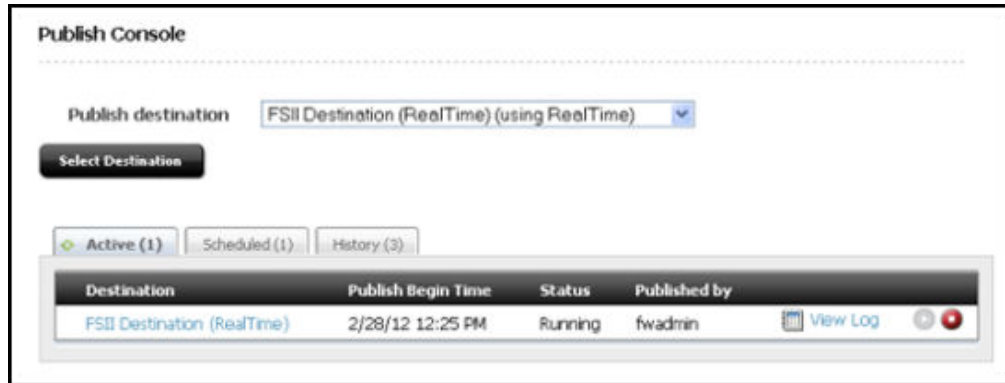 Publish Console
Publish destination FSII Destination (RealTime) (using RealTime)
Select Destination
Active (1) Scheduled (1) History (3)
Destination Publish Begin Time Status Published by
FSII Destination (RealTime) 2/28/12 12:25 PM Running fwadmin View Log